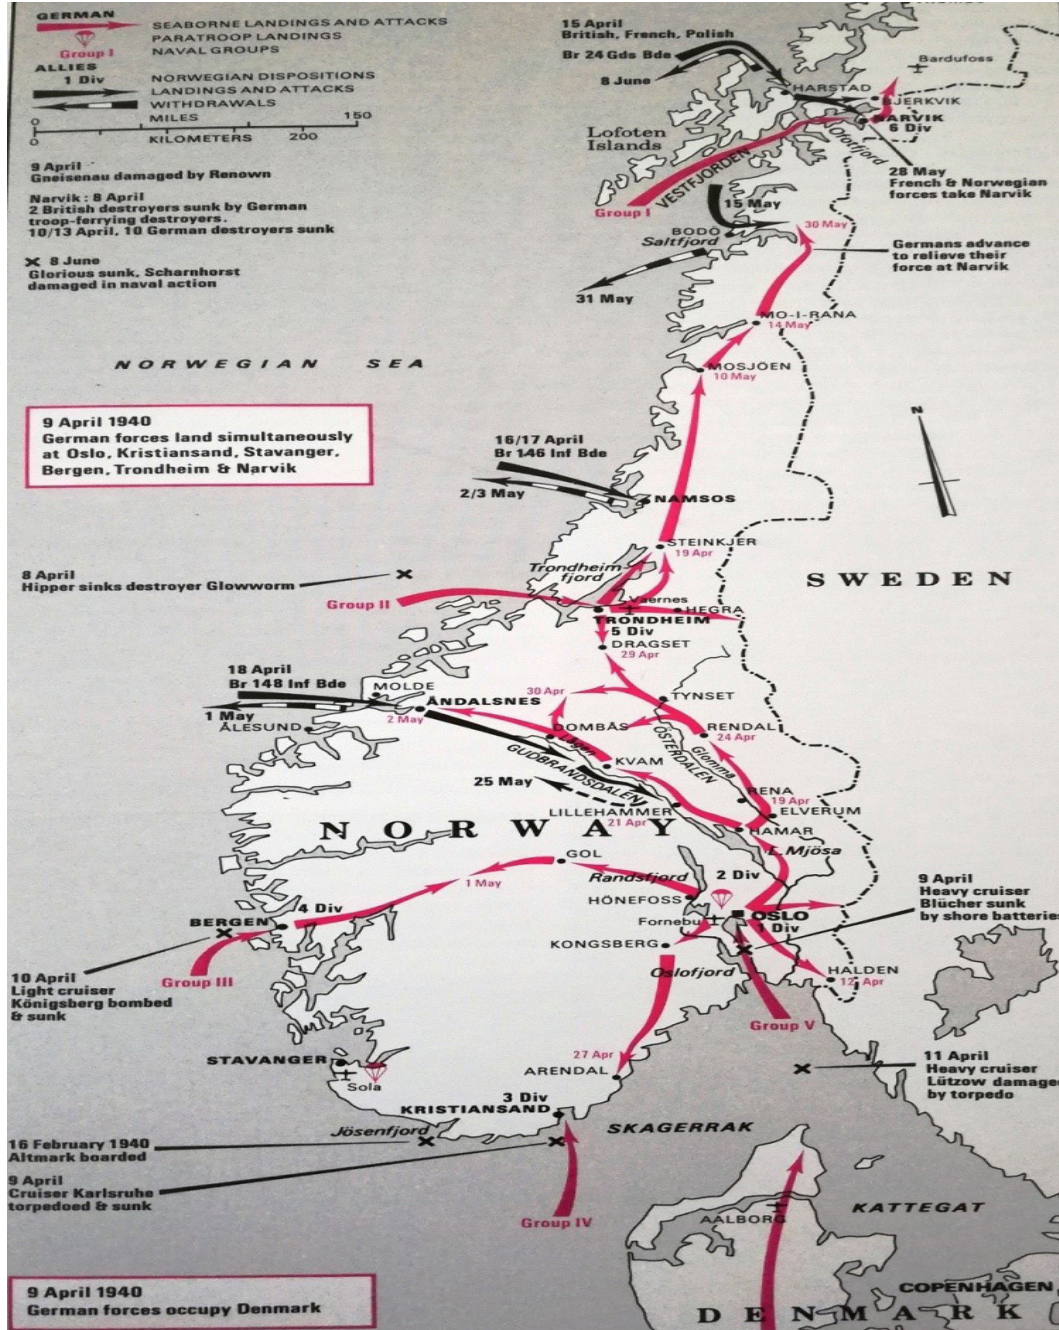 GERMAN
SEABORNE LANDINGS AND ATTACKS
PARATROOP LANDINGS
Group I
NAVAL GROUPS
ALLIES
1 Div
NORWEGIAN DISPOSITIONS
LANDINGS AND ATTACKS
WITHDRAWALS
0 MILES 150
0 KILOMETERS 200
9 April
Gneisenau damaged by Renown
Narvik : 8 April
2 British destroyers sunk by German
troop-ferrying destroyers.
10/13 April, 10 German destroyers sunk
8 June
Glorious sunk, Scharnhorst
damaged in naval action
15 April
British, French, Polish
Br 24 Gds Bde
8 June
Bardufoss
HARSTAD
BJERKVIK
NARVIK
6 Div
Lofoten
Islands
Ofotfjord
VESTFJORDEN
Group I
28 May
French & Norwegian
forces take Narvik
15 May
BODÖ
Saltfjord
30 May
Germans advance
to relieve their
force at Narvik
31 May
MO-I-RANA
14 May
NORWEGIAN SEA
MOSJÖEN
10 May
9 April 1940
German forces land simultaneously
at Oslo, Kristiansand, Stavanger,
Bergen, Trondheim & Narvik
N
16/17 April
Br 146 Inf Bde
2/3 May
NAMSOS
STEINKJER
19 Apr
8 April
Hipper sinks destroyer Glowworm
Trondheim
fjord
SWEDEN
Group II
Vaernes
HEGRA
TRONDHEIM
5 Div
DRAGSET
29 Apr
18 April
Br 148 Inf Bde
MOLDE
ÅNDALSNES
30 Apr
TYNSET
1 May
2 May
ÅLESUND
DOMBÅS
RENDAL
24 Apr
Lågen
ÖSTERDALEN
Glomma
GUDBRANDSDALEN
KVAM
25 May
RENA
19 Apr
LILLEHAMMER
21 Apr
ELVERUM
NORWAY
HAMAR
L. Mjösa
GOL
1 May
Randsfjord
2 Div
HÖNEFOSS
9 April
Heavy cruiser
Blücher sunk
by shore batteries
4 Div
BERGEN
Fornebu
OSLO
1 Div
KONGSBERG
Oslofjord
HALDEN
12 Apr
10 April
Light cruiser
Königsberg bombed
& sunk
Group III
Group V
STAVANGER
Sola
27 Apr
ARENDAL
11 April
Heavy cruiser
Lützow damage
by torpedo
3 Div
KRISTIANSAND
Jösenfjord
SKAGERRAK
16 February 1940
Altmark boarded
9 April
Cruiser Karlsruhe
torpedoed & sunk
Group IV
AALBORG
KATTEGAT
9 April 1940
German forces occupy Denmark
COPENHAGEN
DENMARK